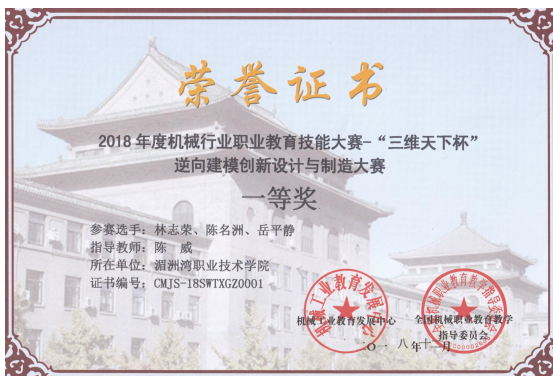 荣誉证书
2018年度机械行业职业教育技能大赛-“三维天下杯”
逆向建模创新设计与制造大赛
一等奖
参赛选手：林志荣、陈名洲、岳平静
指导教师：陈 威
所在单位：湄洲湾职业技术学院
证书编号：CMJS-18SWTXGZ0001
机械工业教育发展中心
全国机械职业教育教学
指导委员会
二〇一八年十一月